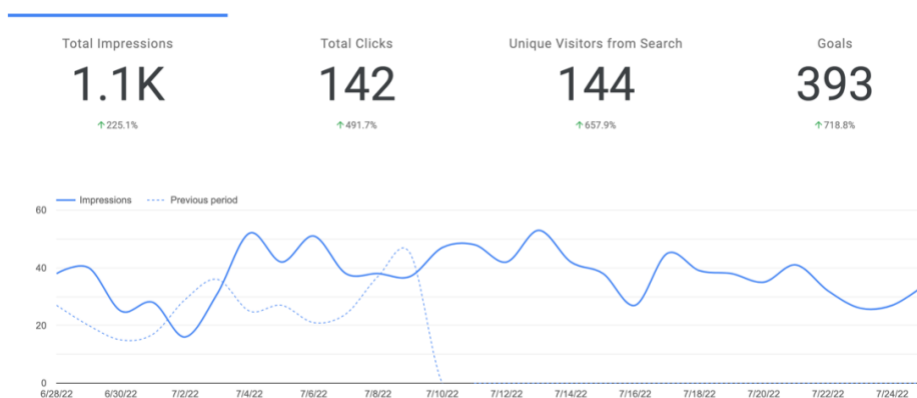 Total Impressions Total Clicks Unique Visitors from Search Goals
1.1K 142 144 393
↑225.1% ↑491.7% ↑657.9% ↑718.8%
Impressions Previous period
60
40
20
0
6/28/22 6/30/22 7/2/22 7/4/22 7/6/22 7/8/22 7/10/22 7/12/22 7/14/22 7/16/22 7/18/22 7/20/22 7/22/22 7/24/22